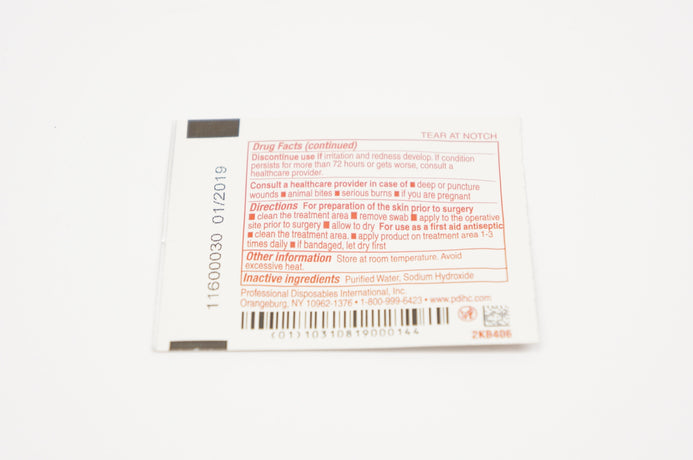 TEAR AT NOTCH
Drug Facts (continued)
Discontinue use if irritation and redness develop. If condition
persists for more than 72 hours or gets worse, consult a
healthcare provider.
Consult a healthcare provider in case of ■ deep or puncture
wounds ■ animal bites ■ serious burns ■ if you are pregnant
Directions For preparation of the skin prior to surgery
■ clean the treatment area ■ remove swab ■ apply to the operative
site prior to surgery ■ allow to dry For use as a first aid antiseptic
■ clean the treatment area. ■ apply product on treatment area 1-3
times daily ■ if bandaged, let dry first
Other information Store at room temperature. Avoid
excessive heat.
Inactive ingredients Purified Water, Sodium Hydroxide
Professional Disposables International, Inc
Orangeburg, NY 10962-1376 • 1-800-999-6423 • www.pdihc.com
(01)10310819000144
2KB406
11600030 01/2019